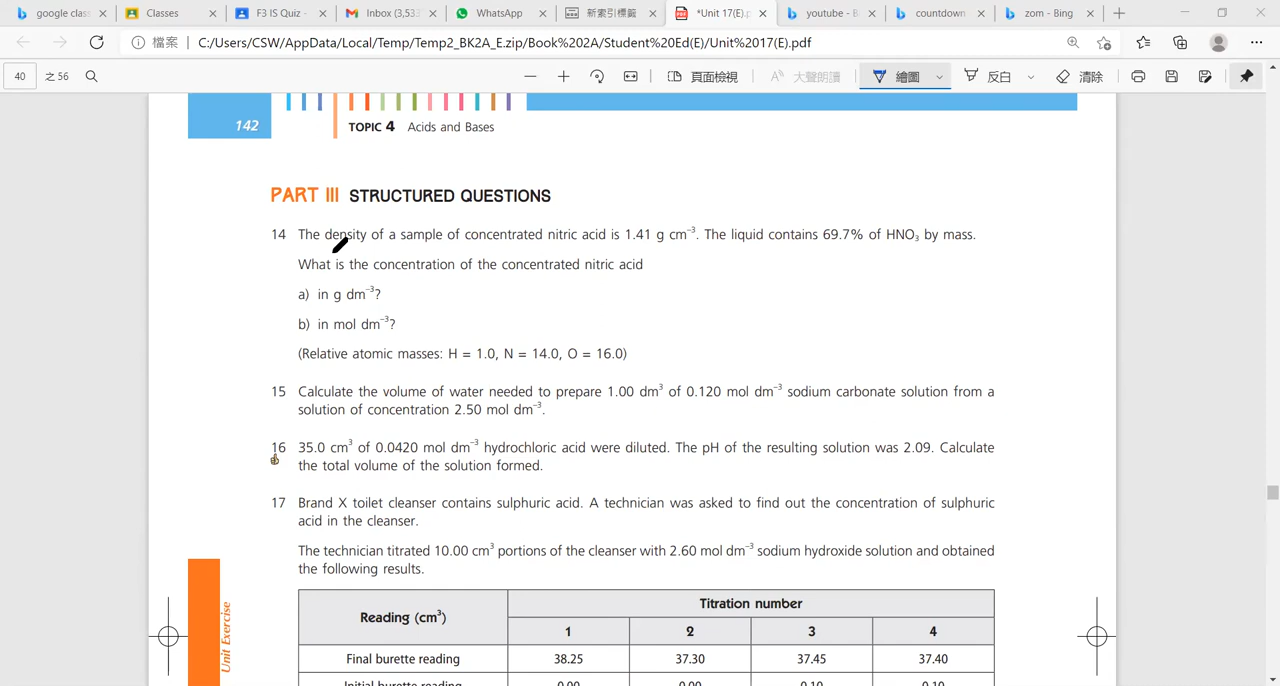 google clas
Classes
F3 IS Quiz -
Inbox (3,53
WhatsApp
新索引標籤
*Unit 17(E).p
youtube - B
countdown
zom - Bing
檔案
C:/Users/CSW/AppData/Local/Temp/Temp2_BK2A_E.zip/Book%202A/Student%20Ed(E)/Unit%2017(E).pdf
40 之 56
頁面檢視
大聲朗讀
繪圖
反白
清除
142
TOPIC 4 Acids and Bases
PART III STRUCTURED QUESTIONS
14 The density of a sample of concentrated nitric acid is 1.41 g cm⁻³. The liquid contains 69.7% of HNO₃ by mass.
What is the concentration of the concentrated nitric acid
a) in g dm⁻³?
b) in mol dm⁻³?
(Relative atomic masses: H = 1.0, N = 14.0, O = 16.0)
15 Calculate the volume of water needed to prepare 1.00 dm³ of 0.120 mol dm⁻³ sodium carbonate solution from a
solution of concentration 2.50 mol dm⁻³.
16 35.0 cm³ of 0.0420 mol dm⁻³ hydrochloric acid were diluted. The pH of the resulting solution was 2.09. Calculate
the total volume of the solution formed.
17 Brand X toilet cleanser contains sulphuric acid. A technician was asked to find out the concentration of sulphuric
acid in the cleanser.
The technician titrated 10.00 cm³ portions of the cleanser with 2.60 mol dm⁻³ sodium hydroxide solution and obtained
the following results.
Reading (cm³)
Titration number
1 2 3 4
Final burette reading 38.25 37.30 37.45 37.40
Initial burette reading 0.00 0.00 0.10 0.10
Unit Exercise